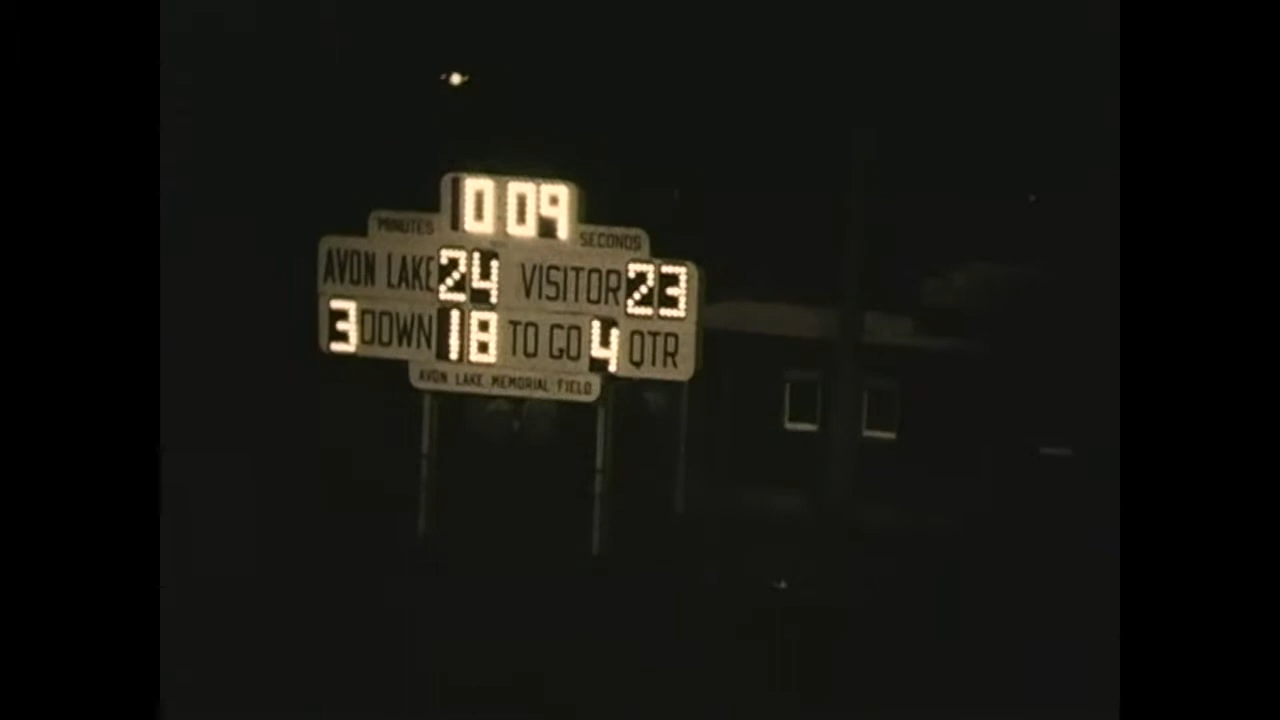 0 09
MINUTES SECONDS
AVON LAKE 24 VISITOR 23
3 DOWN 18 TO GO 4 QTR
AVON LAKE MEMORIAL FIELD